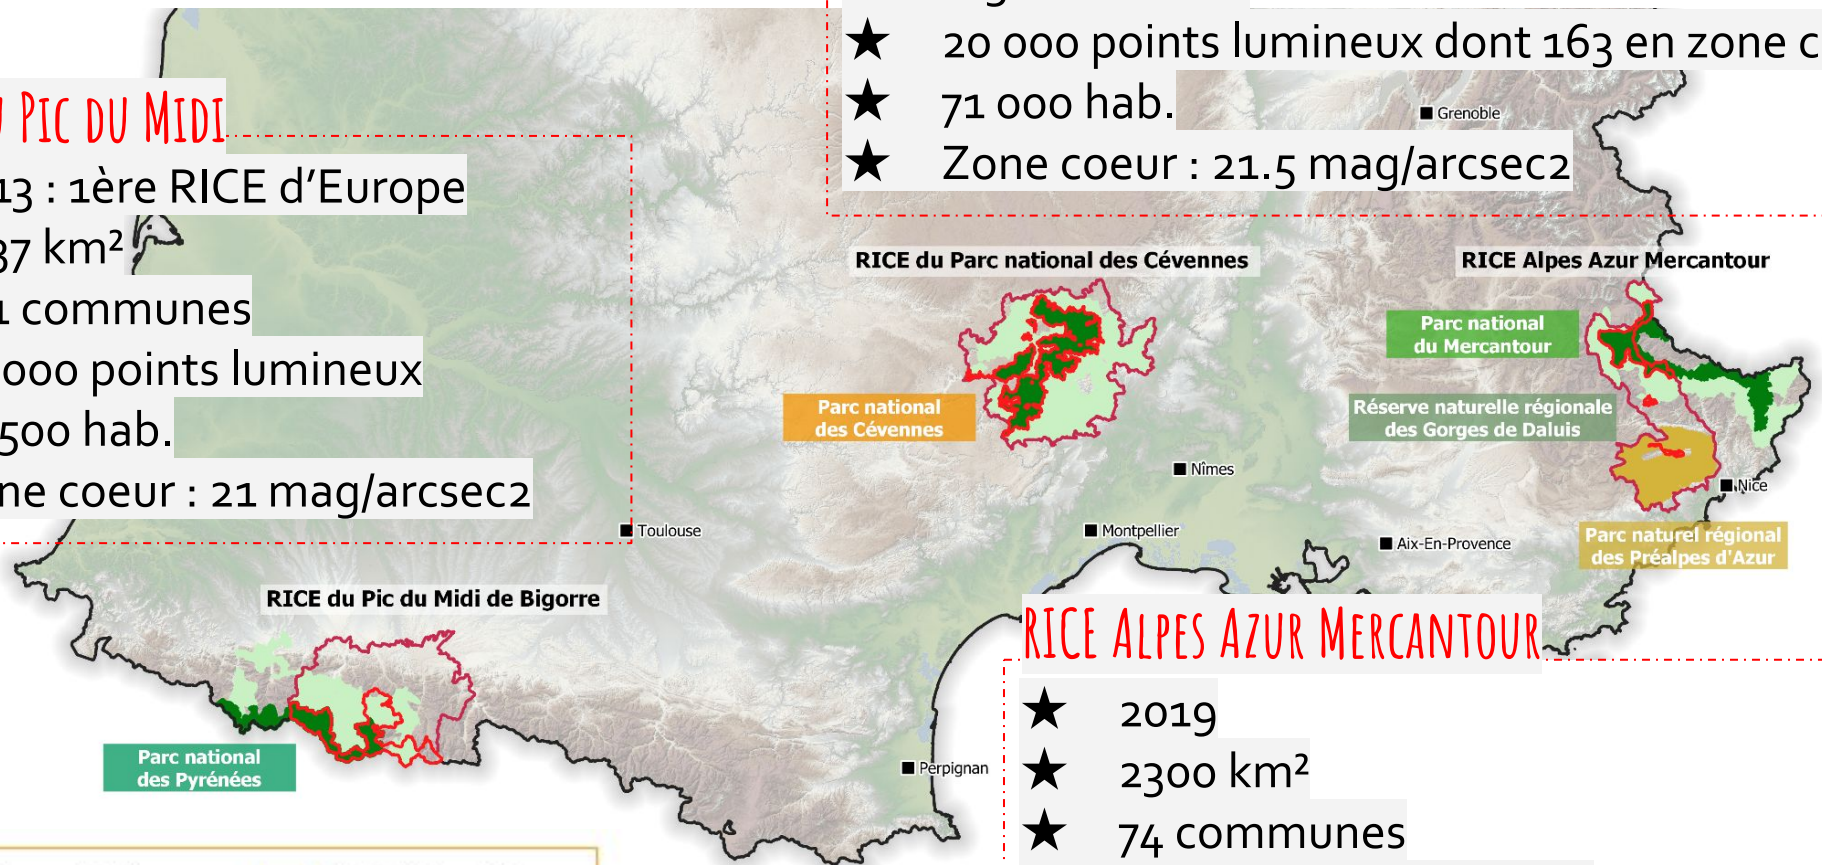 ★ 20 000 points lumineux dont 163 en zone c
★ 71 000 hab.
★ Zone coeur : 21.5 mag/arcsec2
Pic du Midi
13 : 1ère RICE d'Europe
37 km²
1 communes
000 points lumineux
500 hab.
ne coeur : 21 mag/arcsec2
Grenoble
RICE du Parc national des Cévennes
RICE Alpes Azur Mercantour
Parc national
du Mercantour
Parc national
des Cévennes
Réserve naturelle régionale
des Gorges de Daluis
Nîmes
Nice
Toulouse
Montpellier
Aix-En-Provence
Parc naturel régional
des Préalpes d'Azur
RICE du Pic du Midi de Bigorre
Parc national
des Pyrénées
Perpignan
RICE Alpes Azur Mercantour
★ 2019
★ 2300 km²
★ 74 communes